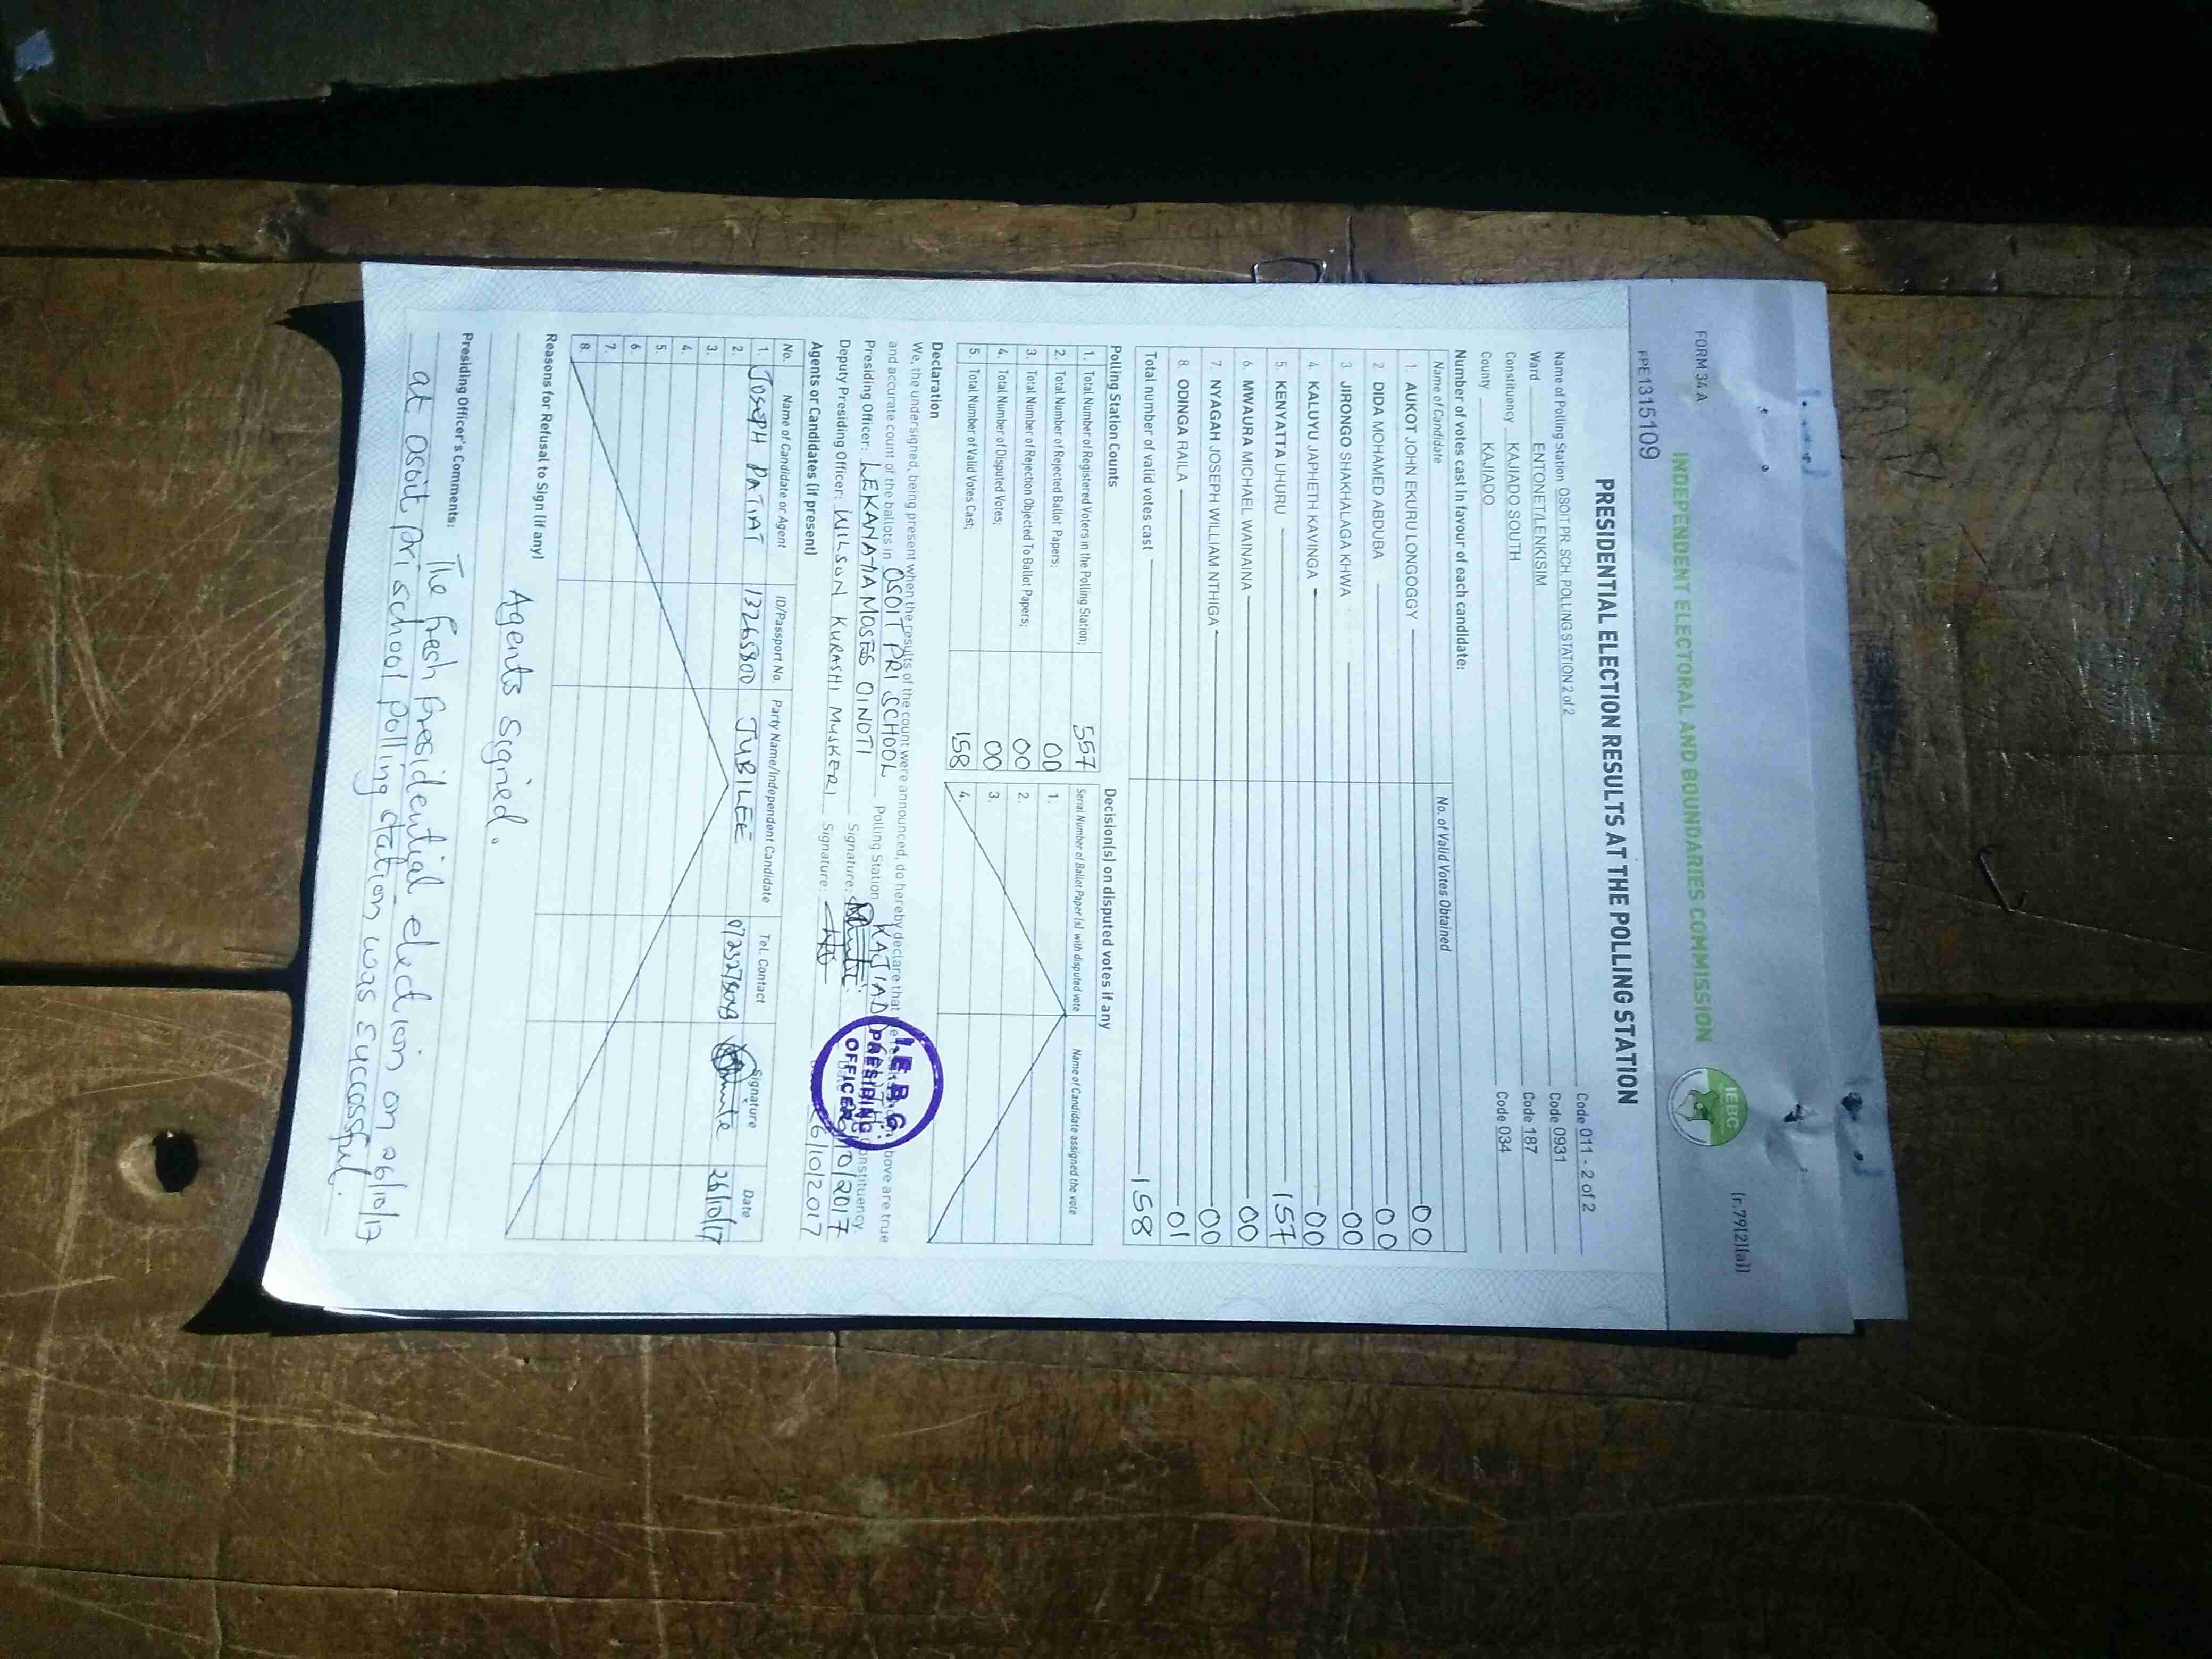 FORM 34 A
(r.79(2)(a))
INDEPENDENT ELECTORAL AND BOUNDARIES COMMISSION
IEBC
FPE1315109
PRESIDENTIAL ELECTION RESULTS AT THE POLLING STATION
Name of Polling Station OSOIT PR. SCH. POLLING STATION 2 of 2 Code 011 - 2 of 2
Ward ENTONET/LENKISIM Code 0931
Constituency KAJIADO SOUTH Code 187
County KAJIADO Code 034
Number of votes cast in favour of each candidate:
Name of Candidate No. of Valid Votes Obtained
1. AUKOT JOHN EKURU LONGOGGY 00
2 DIDA MOHAMED ABDUBA 00
3 JIRONGO SHAKHALAGA KHWA 00
4. KALUYU JAPHETH KAVINGA 00
5 KENYATTA UHURU 157
6. MWAURA MICHAEL WAINAINA 00
7. NYAGAH JOSEPH WILLIAM NTHIGA 00
8. ODINGA RAILA 01
Total number of valid votes cast 158
Polling Station Counts
1. Total Number of Registered Voters in the Polling Station; 557
2. Total Number of Rejected Ballot Papers; 00
3. Total Number of Rejection Objected To Ballot Papers; 00
4. Total Number of Disputed Votes; 00
5. Total Number of Valid Votes Cast; 158
Decision(s) on disputed votes if any
Serial Number of Ballot Paper(s) with disputed vote Name of Candidate assigned the vote
1.
2.
3.
4.
Declaration
We, the undersigned, being present when the results of the count were announced, do hereby declare that the above are true
and accurate count of the ballots in OSOIT PRI SCHOOL Polling Station Constituency.
Presiding Officer: LEKANATIA MOSES OINOTI Signature:
Deputy Presiding Officer: WILSON KURASHI MUSKERI Signature: 26/10/2017
I.E.B.C.
PRESIDING
OFFICER
Agents or Candidates (if present)
No. Name of Candidate or Agent ID/Passport No. Party Name/Independent Candidate Tel. Contact Signature Date
1. JOSEPH PATIAT 13265800 JUBILEE 26/10/17
2.
3.
4.
5.
6.
7.
8.
Reasons for Refusal to Sign (if any)
Agents signed.
Presiding Officer's Comments: The fresh presidential election on 26/10/17
at osoit pri school polling station was successful.